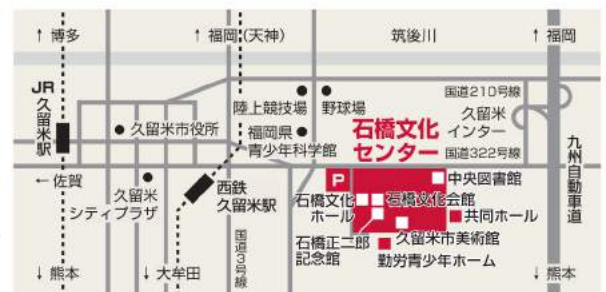 ↑ 博多
↑ 福岡(天神)
筑後川
↑ 福岡
JR
久留米駅
陸上競技場
野球場
国道210号線
久留米
インター
久留米市役所
福岡県
青少年科学館
石橋文化
センター
国道322号線
九州自動車道
← 佐賀
久留米
シティプラザ
西鉄
久留米駅
P
中央図書館
石橋文化
ホール
石橋文化会館
共同ホール
石橋正二郎
記念館
久留米市美術館
勤労青少年ホーム
国道3号線
↓ 熊本
↓ 大牟田
↓ 熊本